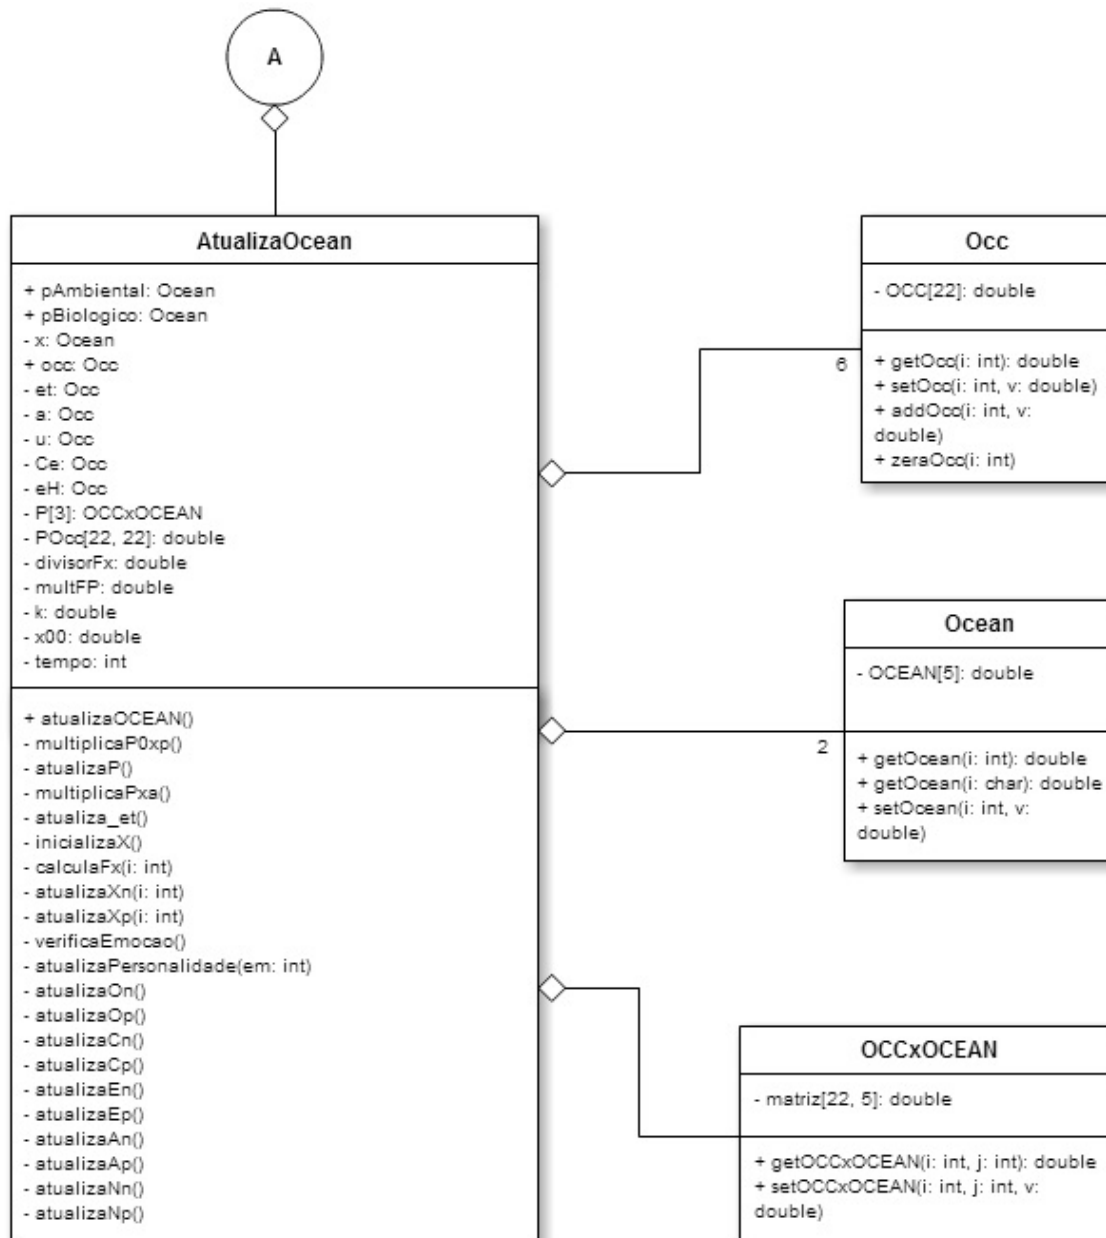 A
AtualizaOcean
+ pAmbiental: Ocean
+ pBiologico: Ocean
- x: Ocean
+ occ: Occ
- et: Occ
- a: Occ
- u: Occ
- Ce: Occ
- eH: Occ
- P[3]: OCCxOCEAN
- POcc[22, 22]: double
- divisorFx: double
- multFP: double
- k: double
- x00: double
- tempo: int
+ atualizaOCEAN()
- multiplicaP0xp()
- atualizaP()
- multiplicaPxa()
- atualiza_et()
- inicializaX()
- calculaFx(i: int)
- atualizaXn(i: int)
- atualizaXp(i: int)
- verificaEmocao()
- atualizaPersonalidade(em: int)
- atualizaOn()
- atualizaOp()
- atualizaCn()
- atualizaCp()
- atualizaEn()
- atualizaEp()
- atualizaAn()
- atualizaAp()
- atualizaNn()
- atualizaNp()
Occ
- OCC[22]: double
6
+ getOcc(i: int): double
+ setOcc(i: int, v: double)
+ addOcc(i: int, v:
double)
+ zeraOcc(i: int)
Ocean
- OCEAN[5]: double
2
+ getOcean(i: int): double
+ getOcean(i: char): double
+ setOcean(i: int, v:
double)
OCCxOCEAN
- matriz[22, 5]: double
+ getOCCxOCEAN(i: int, j: int): double
+ setOCCxOCEAN(i: int, j: int, v:
double)